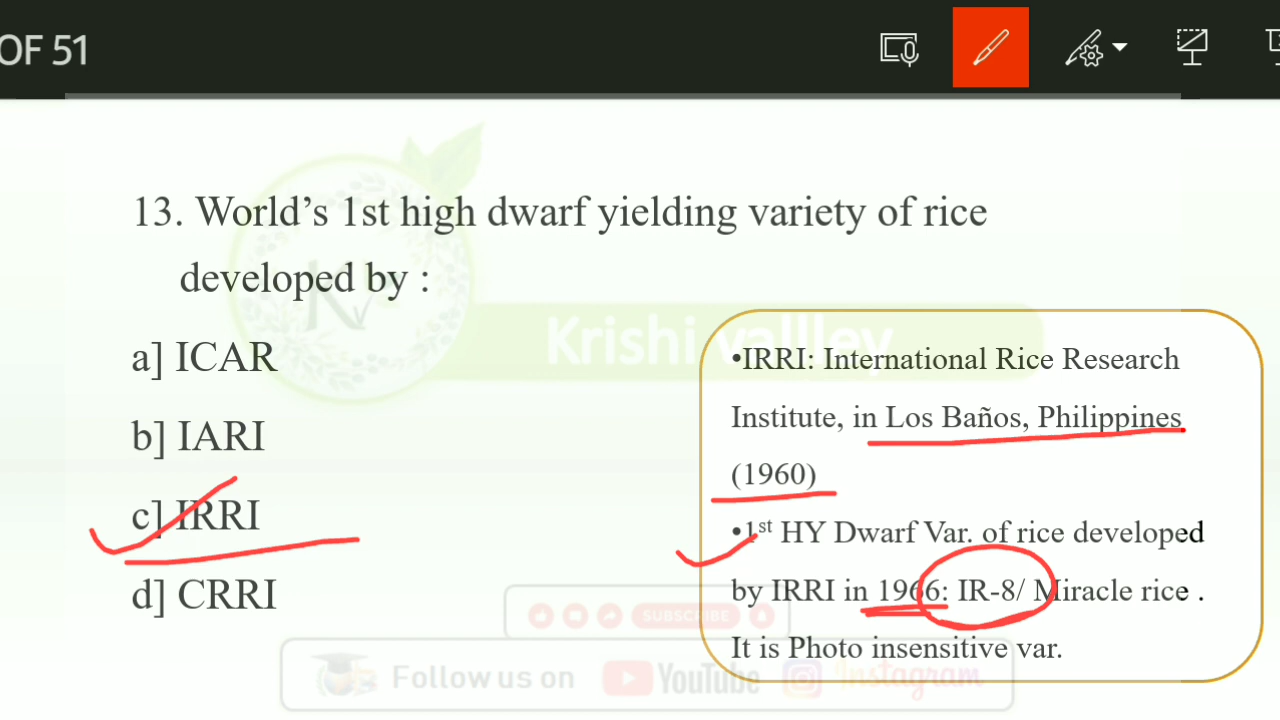 OF 51
13. World's 1st high dwarf yielding variety of rice
developed by :
a] ICAR
b] IARI
c] IRRI
d] CRRI
Krishi vallley
•IRRI: International Rice Research
Institute, in Los Baños, Philippines
(1960)
•1st HY Dwarf Var. of rice developed
by IRRI in 1966: IR-8/ Miracle rice .
It is Photo insensitive var.
SUBSCRIBE
Follow us on YouTube Instagram